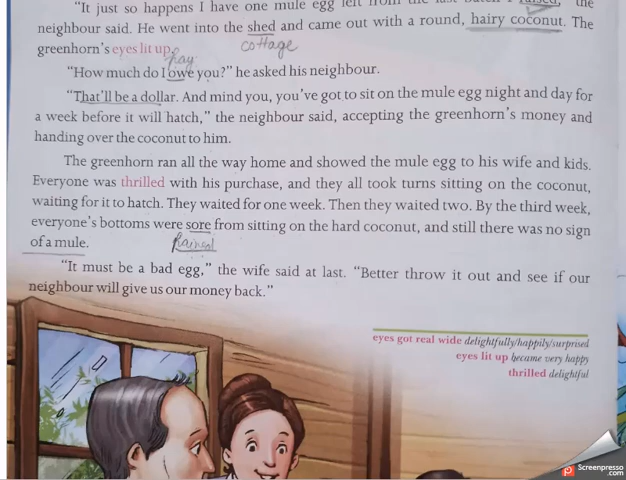 "It just so happens I have one mule egg left from the last batch I raised, the
neighbour said. He went into the shed and came out with a round, hairy coconut. The
greenhorn's eyes lit up.
cottage
pay
"How much do I owe you?" he asked his neighbour.
"That'll be a dollar. And mind you, you've got to sit on the mule egg night and day for
a week before it will hatch," the neighbour said, accepting the greenhorn's money and
handing over the coconut to him.
The greenhorn ran all the way home and showed the mule egg to his wife and kids.
Everyone was thrilled with his purchase, and they all took turns sitting on the coconut,
waiting for it to hatch. They waited for one week. Then they waited two. By the third week,
everyone's bottoms were sore from sitting on the hard coconut, and still there was no sign
of a mule.
pained
"It must be a bad egg," the wife said at last. "Better throw it out and see if our
neighbour will give us our money back."
eyes got real wide delightfully/happily/surprised
eyes lit up became very happy
thrilled delightful
Screenpresso
.com